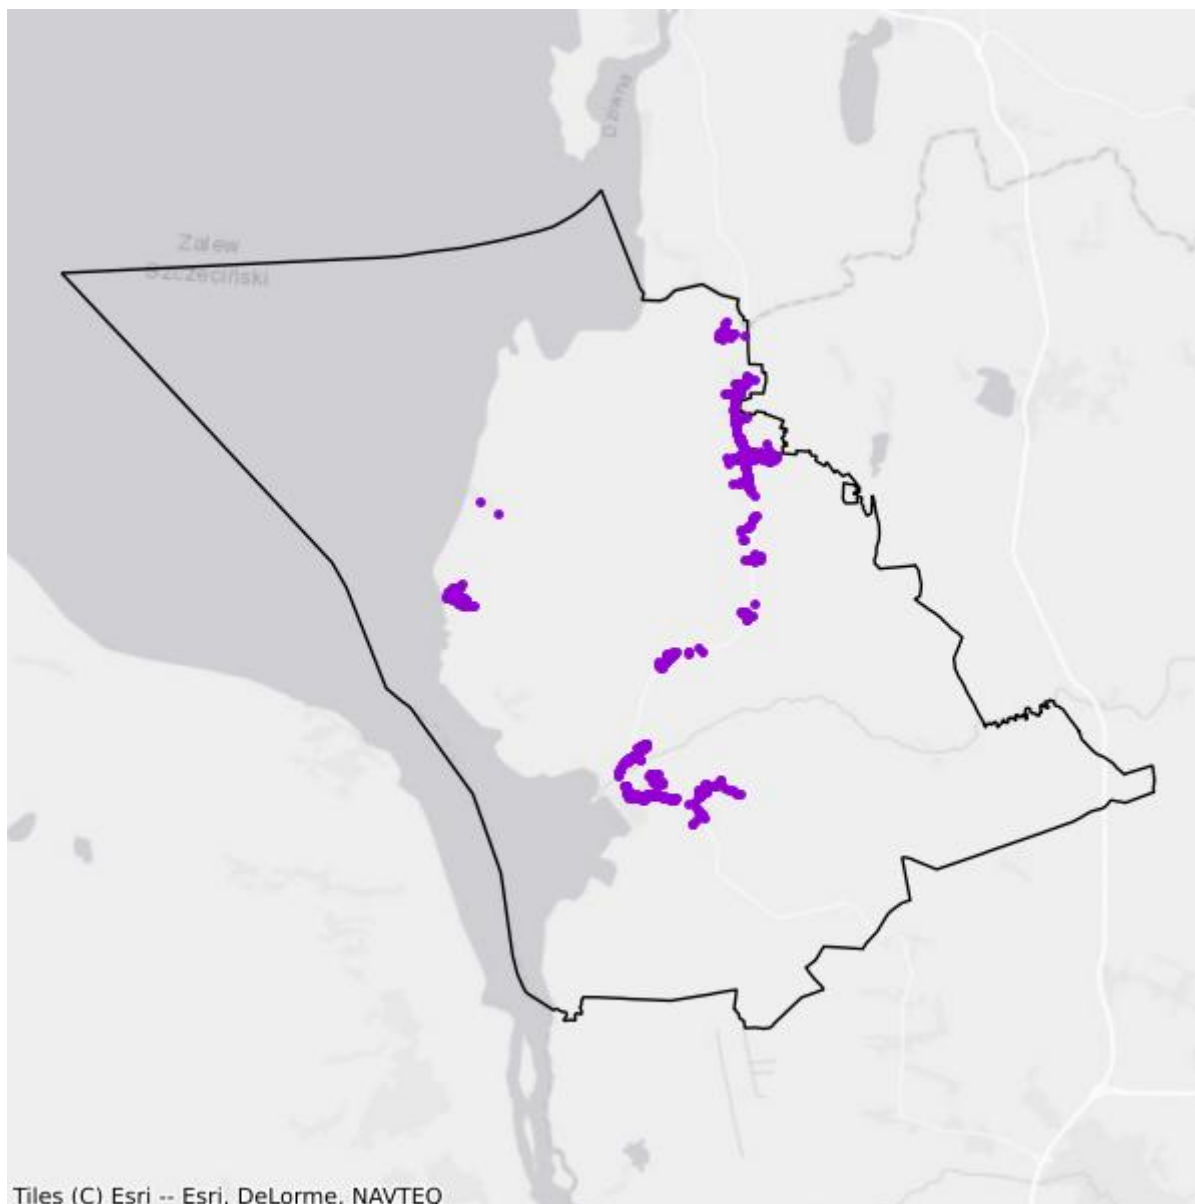 Dziwna
Zalew
Szczeciński
Tiles (C) Esri -- Esri, DeLorme, NAVTEQ